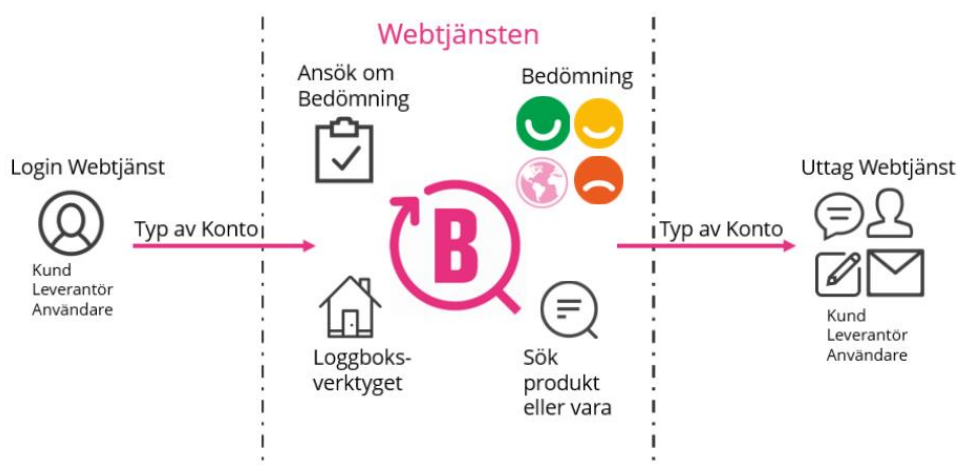 Webtjänsten
Ansök om
Bedömning
Bedömning
Login Webtjänst
Typ av Konto
Kund
Leverantör
Användare
B
Loggboks-
verktyget
Sök
produkt
eller vara
Uttag Webtjänst
Typ av Konto
Kund
Leverantör
Användare